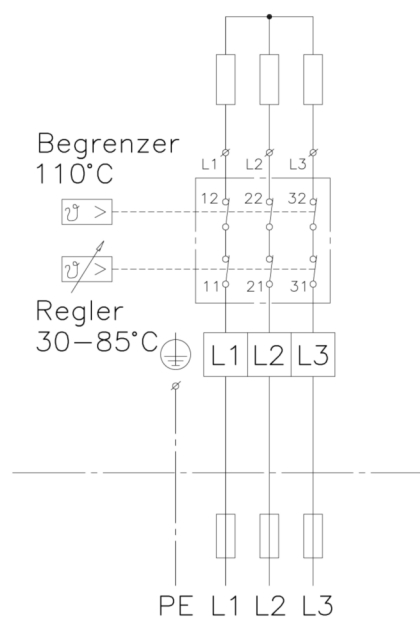 L1 L2 L3
Begrenzer
110°C
12 22 32
ϑ >
ϑ >
11 21 31
Regler
30–85°C
L1 L2 L3
PE L1 L2 L3